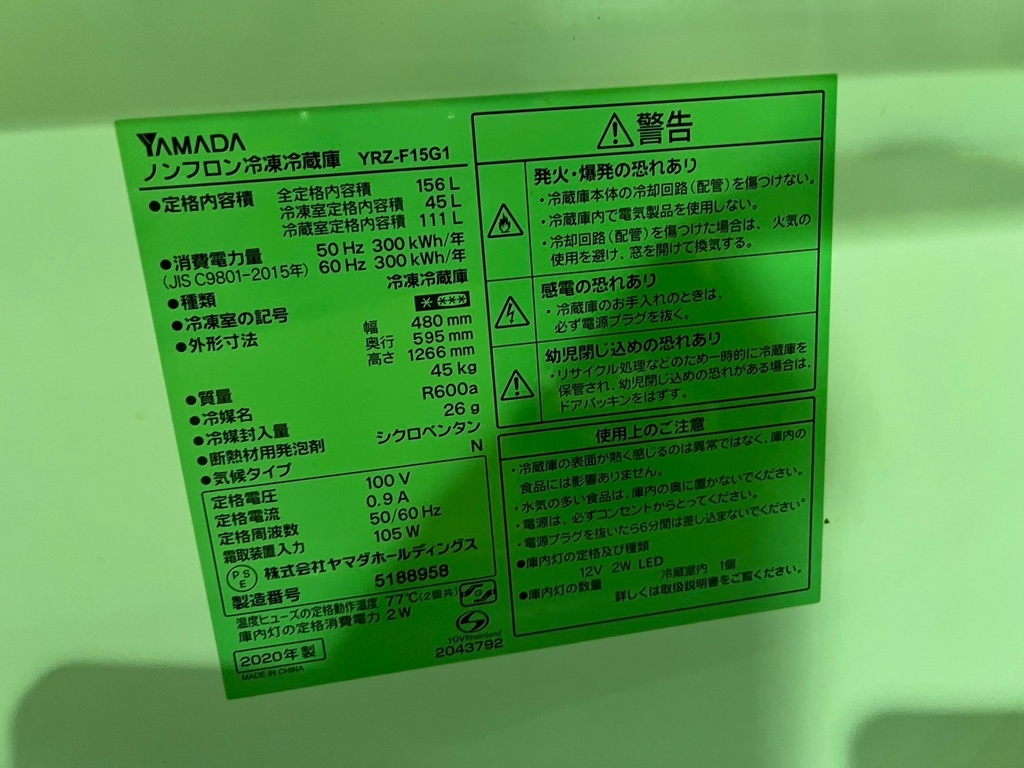 YAMADA
ノンフロン冷凍冷蔵庫 YRZ-F15G1
●定格内容積 全定格内容積 156 L
冷凍室定格内容積 45 L
冷蔵室定格内容積 111 L
●消費電力量 50 Hz 300 kWh/年
(JIS C9801-2015年) 60 Hz 300 kWh/年
●種類 冷凍冷蔵庫
●冷凍室の記号
●外形寸法 幅 480 mm
奥行 595 mm
高さ 1266 mm
●質量 45 kg
●冷媒名 R600a
●冷媒封入量 26 g
●断熱材用発泡剤 シクロペンタン
●気候タイプ N
定格電圧 100 V
定格電流 0.9 A
定格周波数 50/60 Hz
霜取装置入力 105 W
PSE 株式会社ヤマダホールディングス
製造番号 5188958
温度ヒューズの定格動作温度 77℃(2個共)
庫内灯の定格消費電力 2 W
2020年製
MADE IN CHINA
TÜVRheinland
2043792
警告
発火・爆発の恐れあり
・冷蔵庫本体の冷却回路(配管)を傷つけない。
・冷蔵庫内で電気製品を使用しない。
・冷却回路(配管)を傷つけた場合は、火気の
使用を避け、窓を開けて換気する。
感電の恐れあり
・冷蔵庫のお手入れのときは、
必ず電源プラグを抜く。
幼児閉じ込めの恐れあり
・リサイクル処理などのため一時的に冷蔵庫を
保管され、幼児閉じ込めの恐れがある場合は、
ドアパッキンをはずす。
使用上のご注意
・冷蔵庫の表面が熱く感じるのは異常ではなく、庫内の
食品には影響ありません。
・水気の多い食品は、庫内の奥に置かないでください。
・電源は、必ずコンセントからとってください。
・電源プラグを抜いたら6分間は差し込まないでください。
●庫内灯の定格及び種類
12V 2W LED
●庫内灯の数量 冷蔵室内 1個
詳しくは取扱説明書をご覧ください。